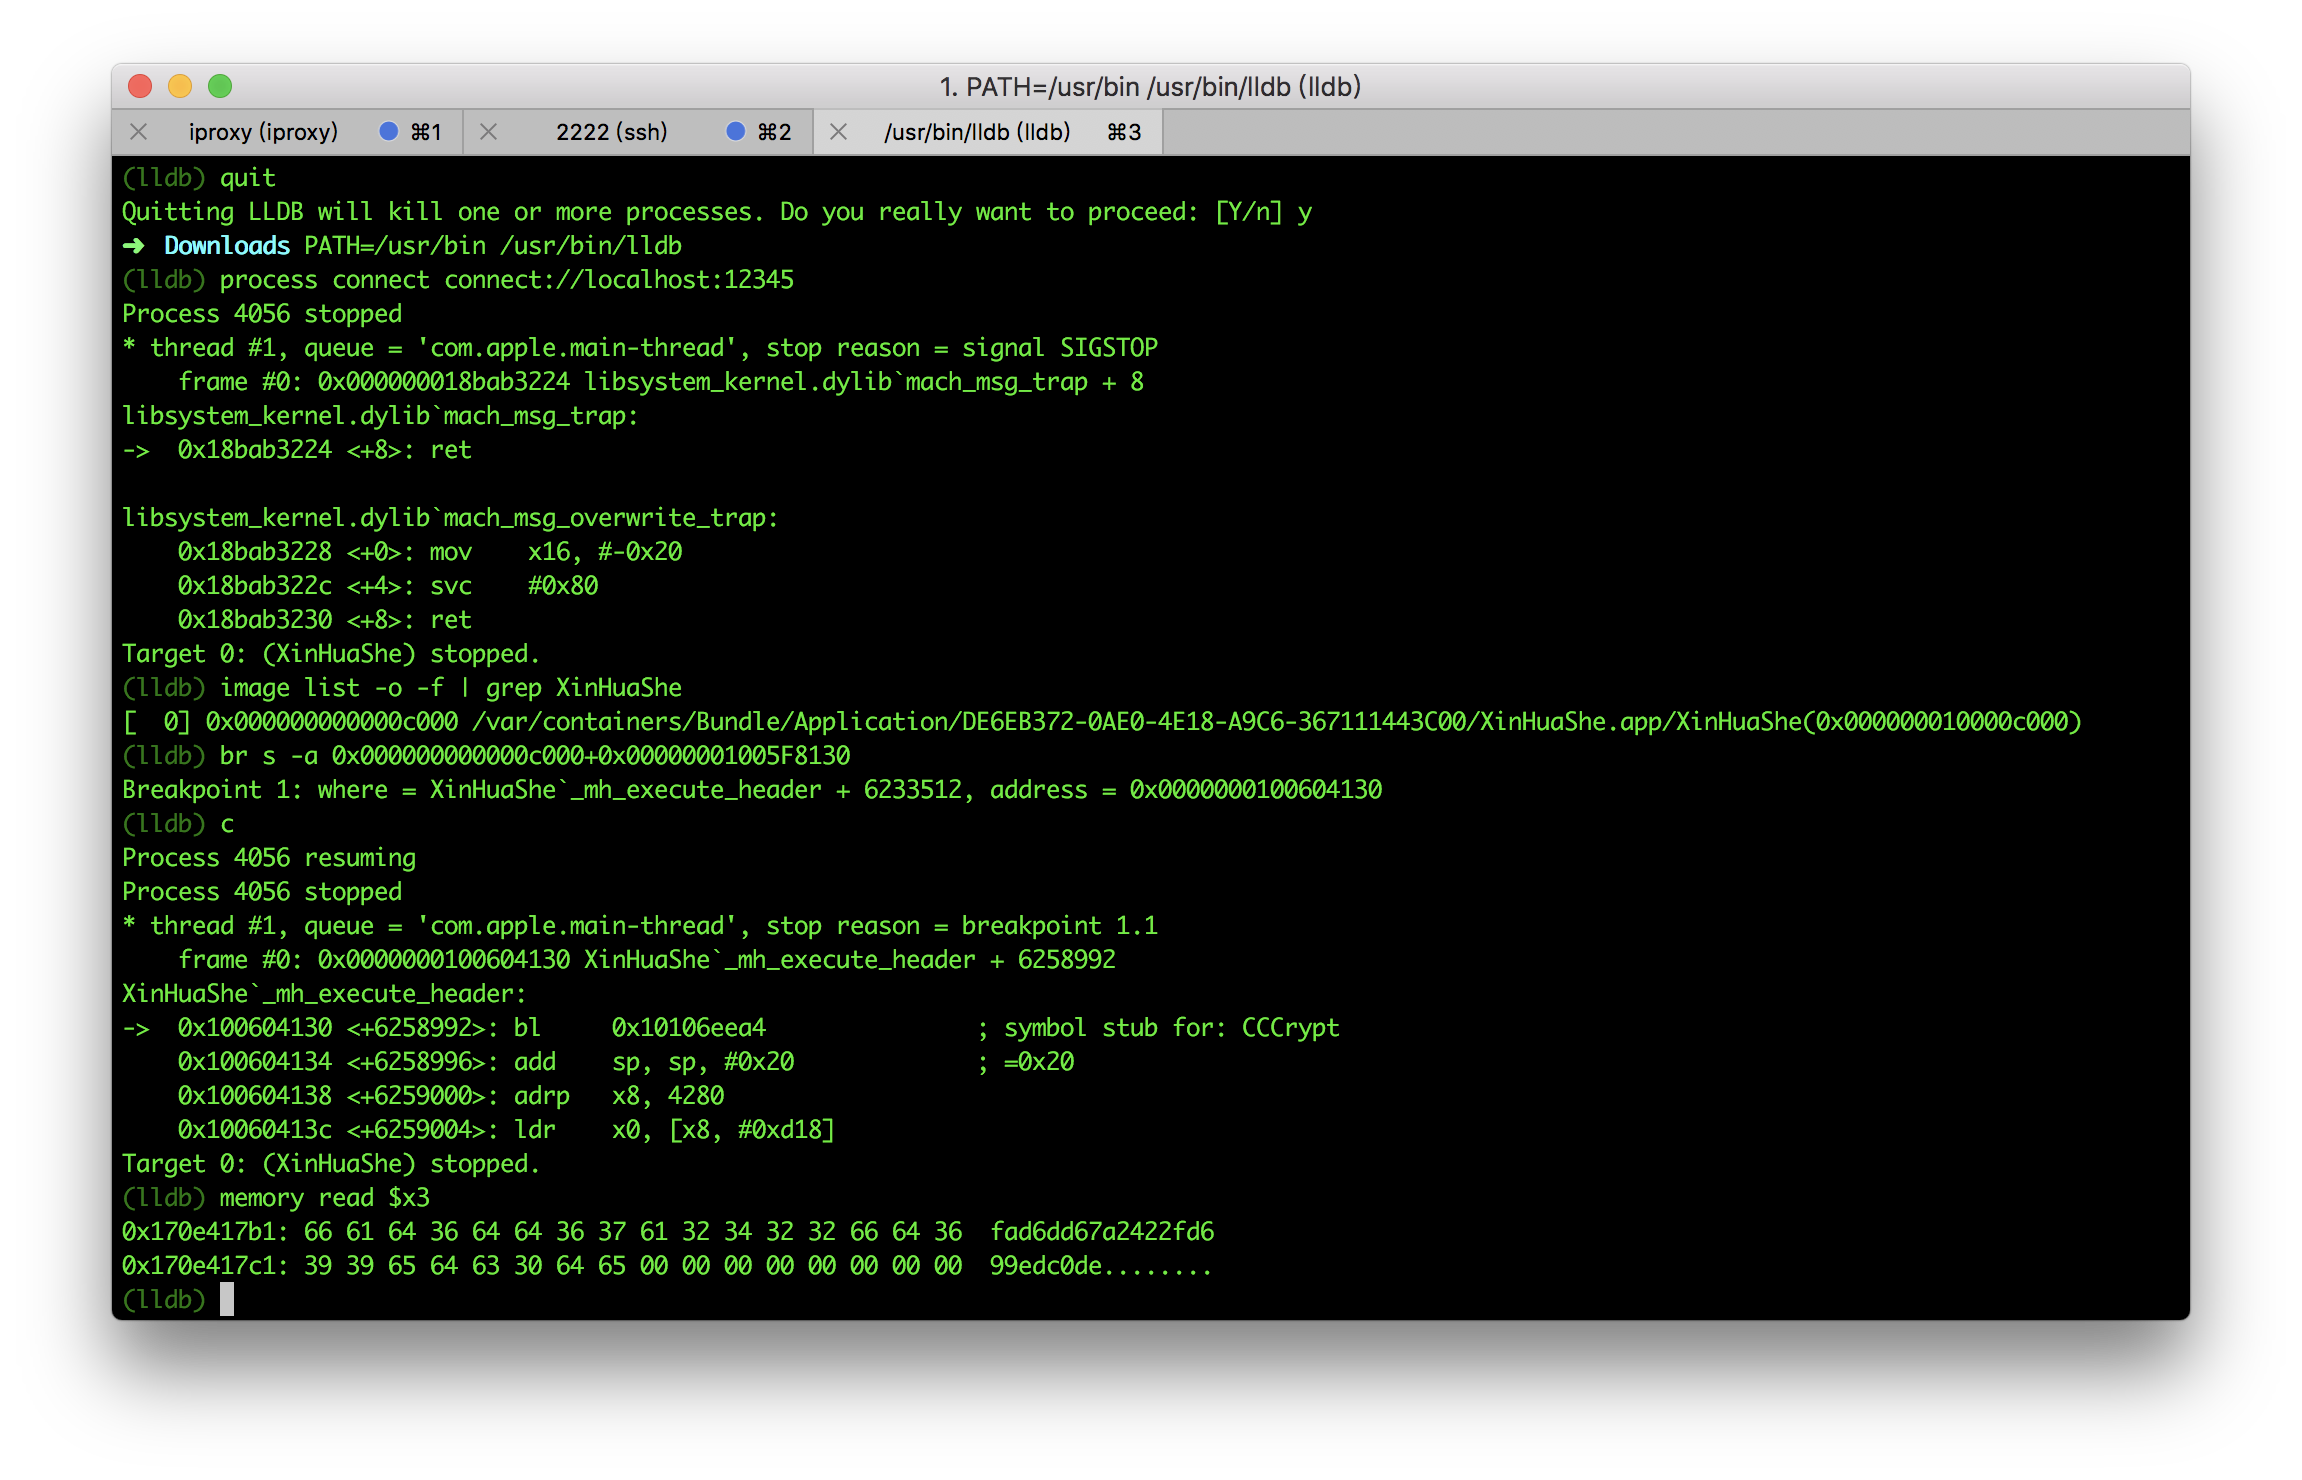 1. PATH=/usr/bin /usr/bin/lldb (lldb)
iproxy (iproxy) ⌘1 2222 (ssh) ⌘2 /usr/bin/lldb (lldb) ⌘3
(lldb) quit
Quitting LLDB will kill one or more processes. Do you really want to proceed: [Y/n] y
➜ Downloads PATH=/usr/bin /usr/bin/lldb
(lldb) process connect connect://localhost:12345
Process 4056 stopped
* thread #1, queue = 'com.apple.main-thread', stop reason = signal SIGSTOP
    frame #0: 0x000000018bab3224 libsystem_kernel.dylib`mach_msg_trap + 8
libsystem_kernel.dylib`mach_msg_trap:
->  0x18bab3224 <+8>: ret
libsystem_kernel.dylib`mach_msg_overwrite_trap:
    0x18bab3228 <+0>: mov    x16, #-0x20
    0x18bab322c <+4>: svc    #0x80
    0x18bab3230 <+8>: ret
Target 0: (XinHuaShe) stopped.
(lldb) image list -o -f | grep XinHuaShe
[  0] 0x000000000000c000 /var/containers/Bundle/Application/DE6EB372-0AE0-4E18-A9C6-367111443C00/XinHuaShe.app/XinHuaShe(0x000000010000c000)
(lldb) br s -a 0x000000000000c000+0x00000001005F8130
Breakpoint 1: where = XinHuaShe`_mh_execute_header + 6233512, address = 0x0000000100604130
(lldb) c
Process 4056 resuming
Process 4056 stopped
* thread #1, queue = 'com.apple.main-thread', stop reason = breakpoint 1.1
    frame #0: 0x0000000100604130 XinHuaShe`_mh_execute_header + 6258992
XinHuaShe`_mh_execute_header:
->  0x100604130 <+6258992>: bl     0x10106eea4               ; symbol stub for: CCCrypt
    0x100604134 <+6258996>: add    sp, sp, #0x20             ; =0x20
    0x100604138 <+6259000>: adrp   x8, 4280
    0x10060413c <+6259004>: ldr    x0, [x8, #0xd18]
Target 0: (XinHuaShe) stopped.
(lldb) memory read $x3
0x170e417b1: 66 61 64 36 64 64 36 37 61 32 34 32 32 66 64 36  fad6dd67a2422fd6
0x170e417c1: 39 39 65 64 63 30 64 65 00 00 00 00 00 00 00 00  99edc0de........
(lldb)